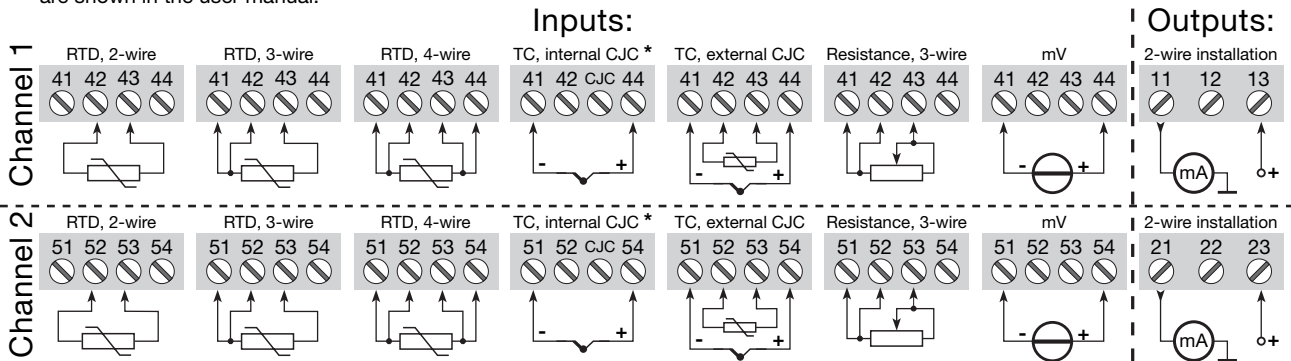 are shown in the user manual.
Inputs:
Outputs:
Channel 1
RTD, 2-wire
RTD, 3-wire
RTD, 4-wire
TC, internal CJC *
TC, external CJC
Resistance, 3-wire
mV
2-wire installation
41 42 43 44
41 42 43 44
41 42 43 44
41 42 CJC 44
41 42 43 44
41 42 43 44
41 42 43 44
11 12 13
- +
- +
- +
mA +
Channel 2
RTD, 2-wire
RTD, 3-wire
RTD, 4-wire
TC, internal CJC *
TC, external CJC
Resistance, 3-wire
mV
2-wire installation
51 52 53 54
51 52 53 54
51 52 53 54
51 52 CJC 54
51 52 53 54
51 52 53 54
51 52 53 54
21 22 23
- +
- +
- +
mA +